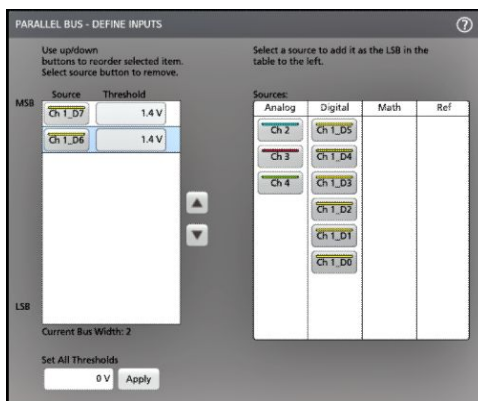 PARALLEL BUS - DEFINE INPUTS
?
Use up/down
buttons to reorder selected item.
Select source button to remove.
Select a source to add it as the LSB in the
table to the left.
Source Threshold
MSB
Ch 1_D7 1.4 V
Ch 1_D6 1.4 V
LSB
Current Bus Width: 2
Set All Thresholds
0 V Apply
Sources:
Analog Digital Math Ref
Ch 2 Ch 1_D5
Ch 3 Ch 1_D4
Ch 4 Ch 1_D3
Ch 1_D2
Ch 1_D1
Ch 1_D0